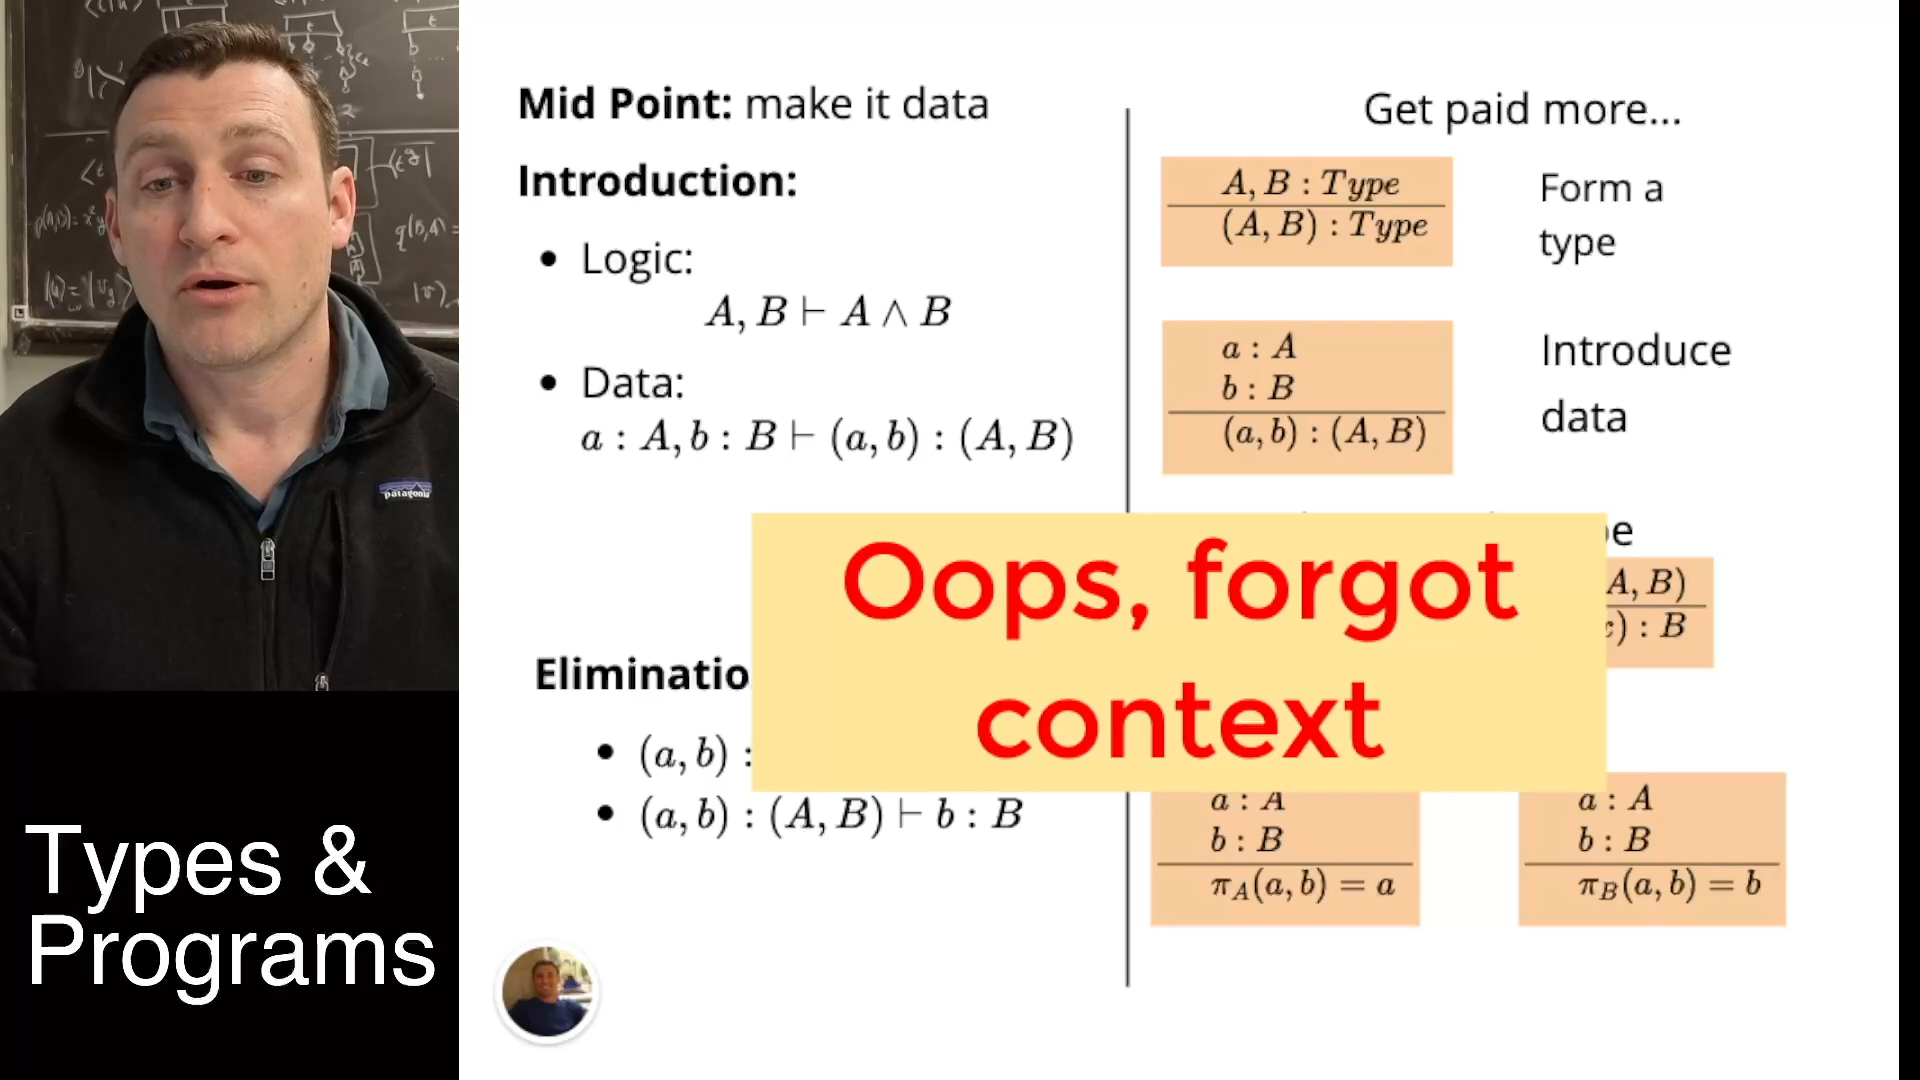 Mid Point: make it data
Introduction:
• Logic:
A, B ⊢ A ∧ B
• Data:
a : A, b : B ⊢ (a, b) : (A, B)
Eliminatio
• (a, b) :
• (a, b) : (A, B) ⊢ b : B
Get paid more...
A, B : Type
(A, B) : Type
Form a
type
a : A
b : B
(a, b) : (A, B)
Introduce
data
Oops, forgot
context
A, B)
) : B
a : A
b : B
π_A(a, b) = a
a : A
b : B
π_B(a, b) = b
patagonia
Types &
Programs